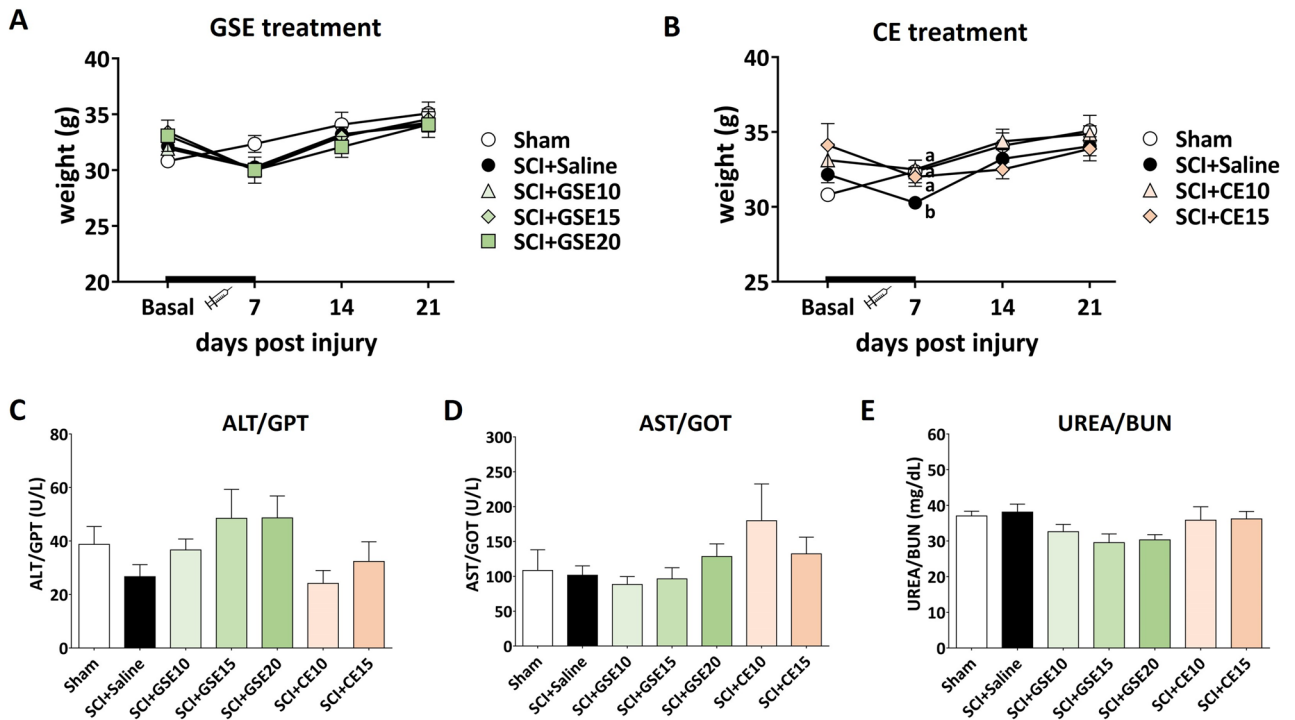 A
GSE treatment
weight (g)
40
35
30
25
20
Basal
7
14
21
days post injury
Sham
SCI+Saline
SCI+GSE10
SCI+GSE15
SCI+GSE20
B
CE treatment
weight (g)
40
35
30
25
a
a
a
b
Basal
7
14
21
days post injury
Sham
SCI+Saline
SCI+CE10
SCI+CE15
C
ALT/GPT
ALT/GPT (U/L)
80
60
40
20
0
Sham
SCI+Saline
SCI+GSE10
SCI+GSE15
SCI+GSE20
SCI+CE10
SCI+CE15
D
AST/GOT
AST/GOT (U/L)
300
250
200
150
100
50
0
Sham
SCI+Saline
SCI+GSE10
SCI+GSE15
SCI+GSE20
SCI+CE10
SCI+CE15
E
UREA/BUN
UREA/BUN (mg/dL)
60
50
40
30
20
10
0
Sham
SCI+Saline
SCI+GSE10
SCI+GSE15
SCI+GSE20
SCI+CE10
SCI+CE15